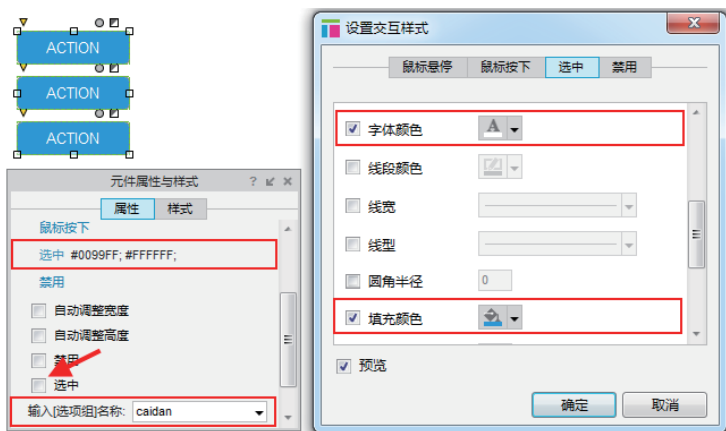 ACTION
ACTION
ACTION
元件属性与样式
属性
样式
鼠标按下
选中 #0099FF; #FFFFFF;
禁用
自动调整宽度
自动调整高度
禁用
选中
输入[选项组]名称: caidan
设置交互样式
鼠标悬停
鼠标按下
选中
禁用
字体颜色
线段颜色
线宽
线型
圆角半径 0
填充颜色
预览
确定
取消